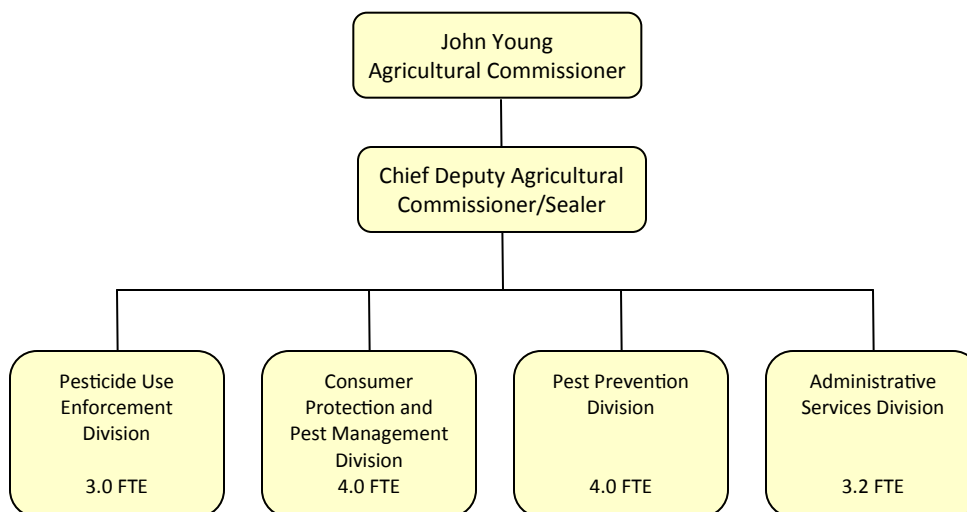 John Young
Agricultural Commissioner
Chief Deputy Agricultural
Commissioner/Sealer
Pesticide Use
Enforcement
Division
3.0 FTE
Consumer
Protection and
Pest Management
Division
4.0 FTE
Pest Prevention
Division
4.0 FTE
Administrative
Services Division
3.2 FTE